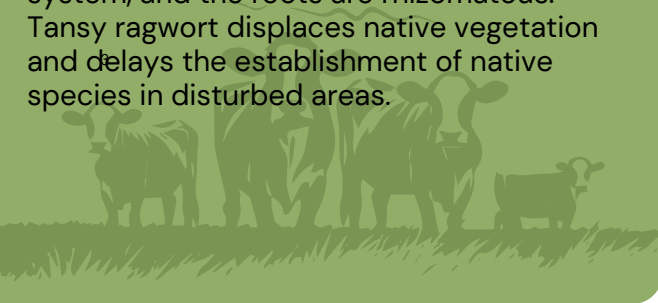 system, and the roots are rhizomatous.
Tansy ragwort displaces native vegetation
and delays the establishment of native
species in disturbed areas.